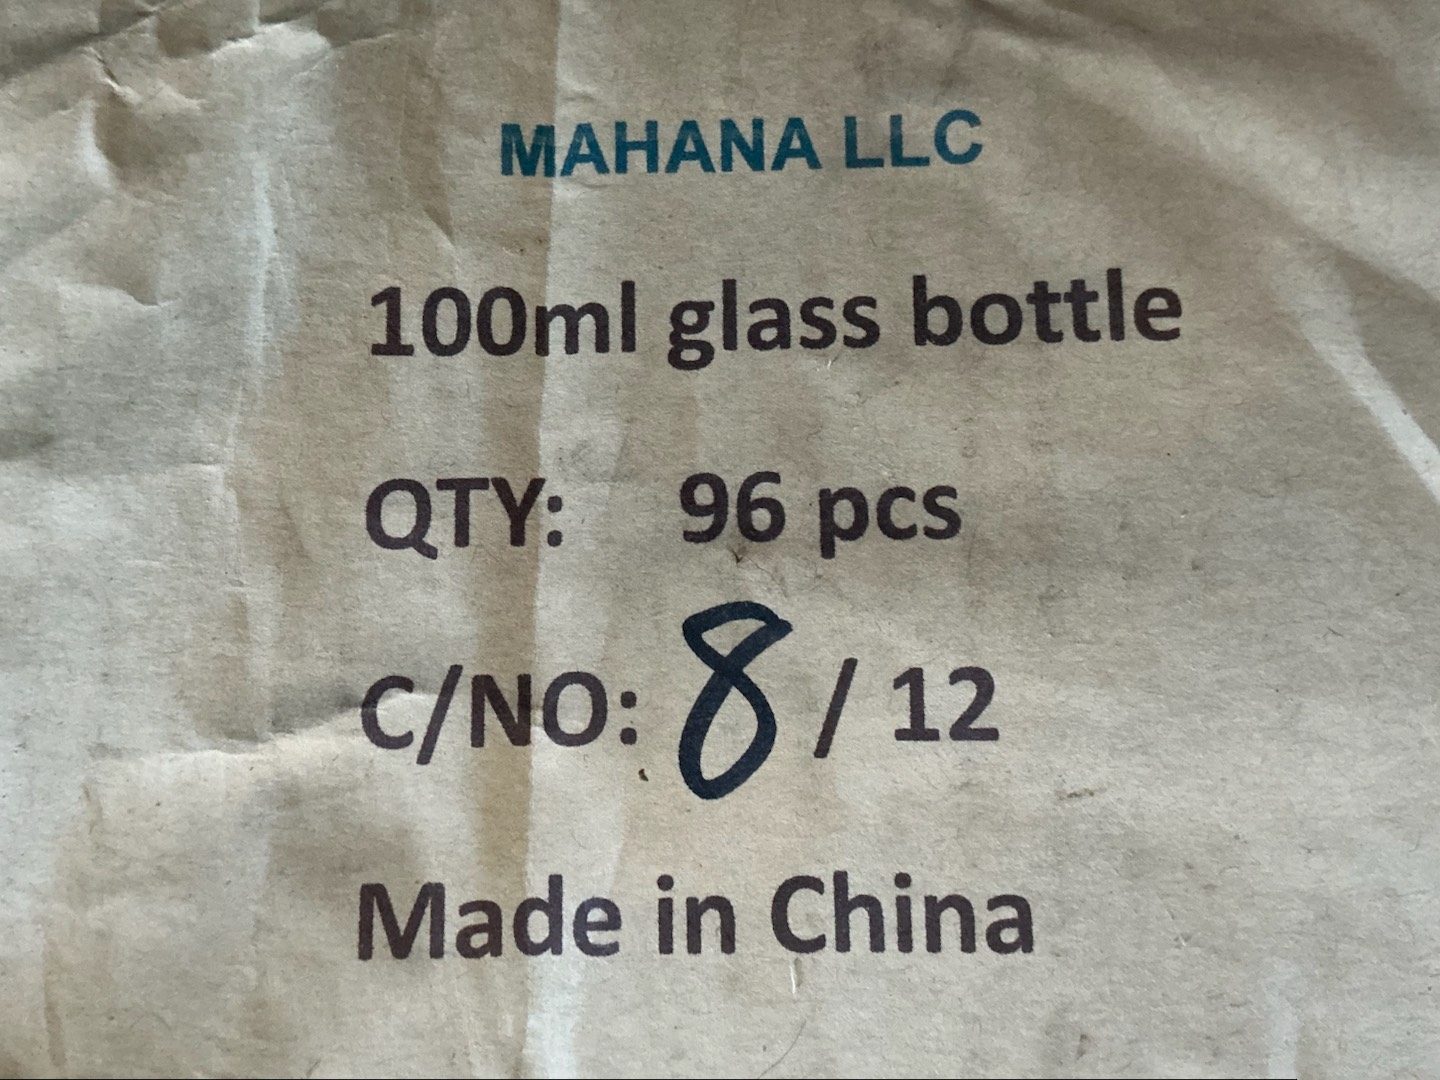 MAHANA LLC
100ml glass bottle
QTY: 96 pcs
C/NO: 8 / 12
Made in China